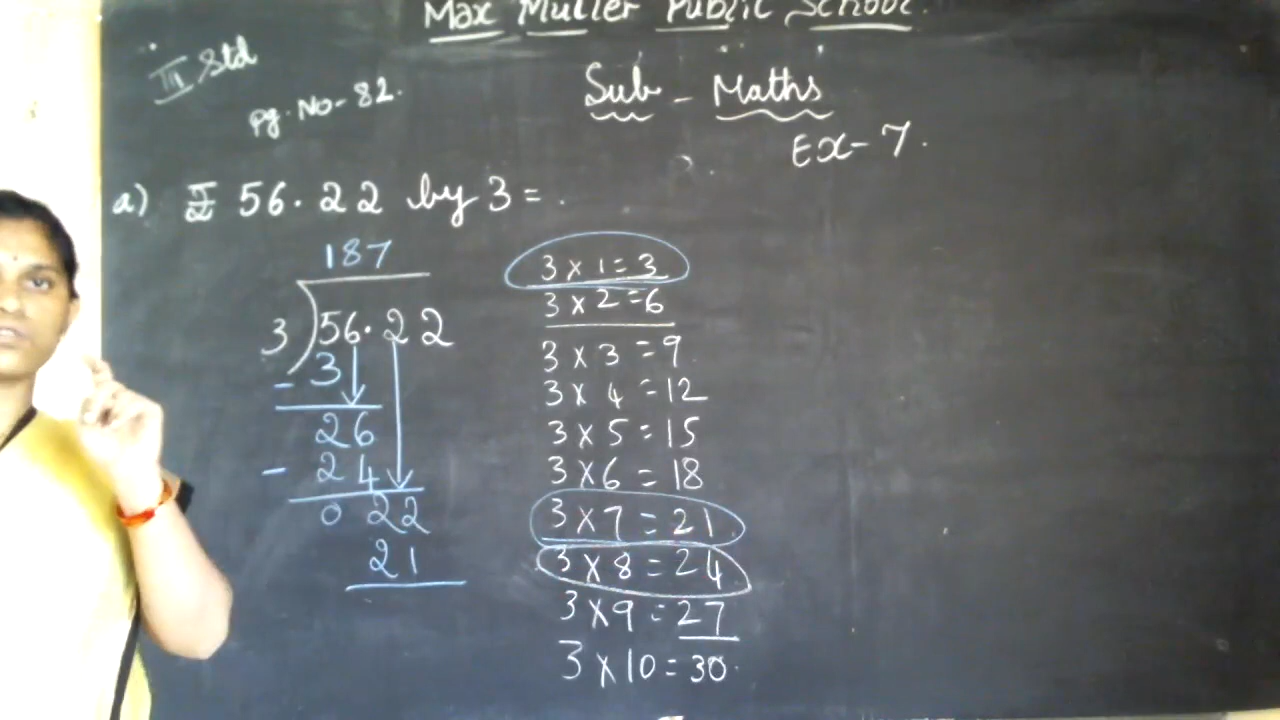 Max Muller Public School.
III Std
Sub - Maths
Pg. No - 82.
Ex - 7.
a) 56.22 by 3 = .
187
3)56.22
- 3
26
- 24
022
21
3 x 1 = 3
3 x 2 = 6
3 x 3 = 9
3 x 4 = 12
3 x 5 = 15
3 x 6 = 18
3 x 7 = 21
3 x 8 = 24
3 x 9 = 27
3 x 10 = 30